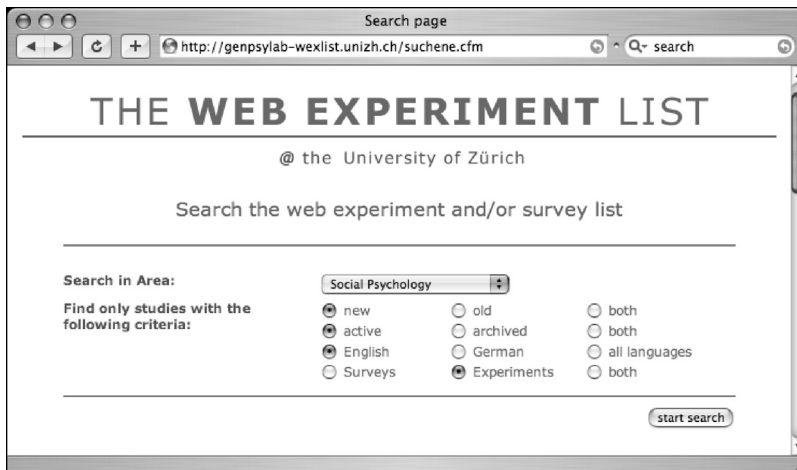 Search page
http://genpsylab-wexlist.unizh.ch/suchene.cfm
search
THE WEB EXPERIMENT LIST
@ the University of Zürich
Search the web experiment and/or survey list
Search in Area: Social Psychology
Find only studies with the new old both
following criteria: active archived both
English German all languages
Surveys Experiments both
start search